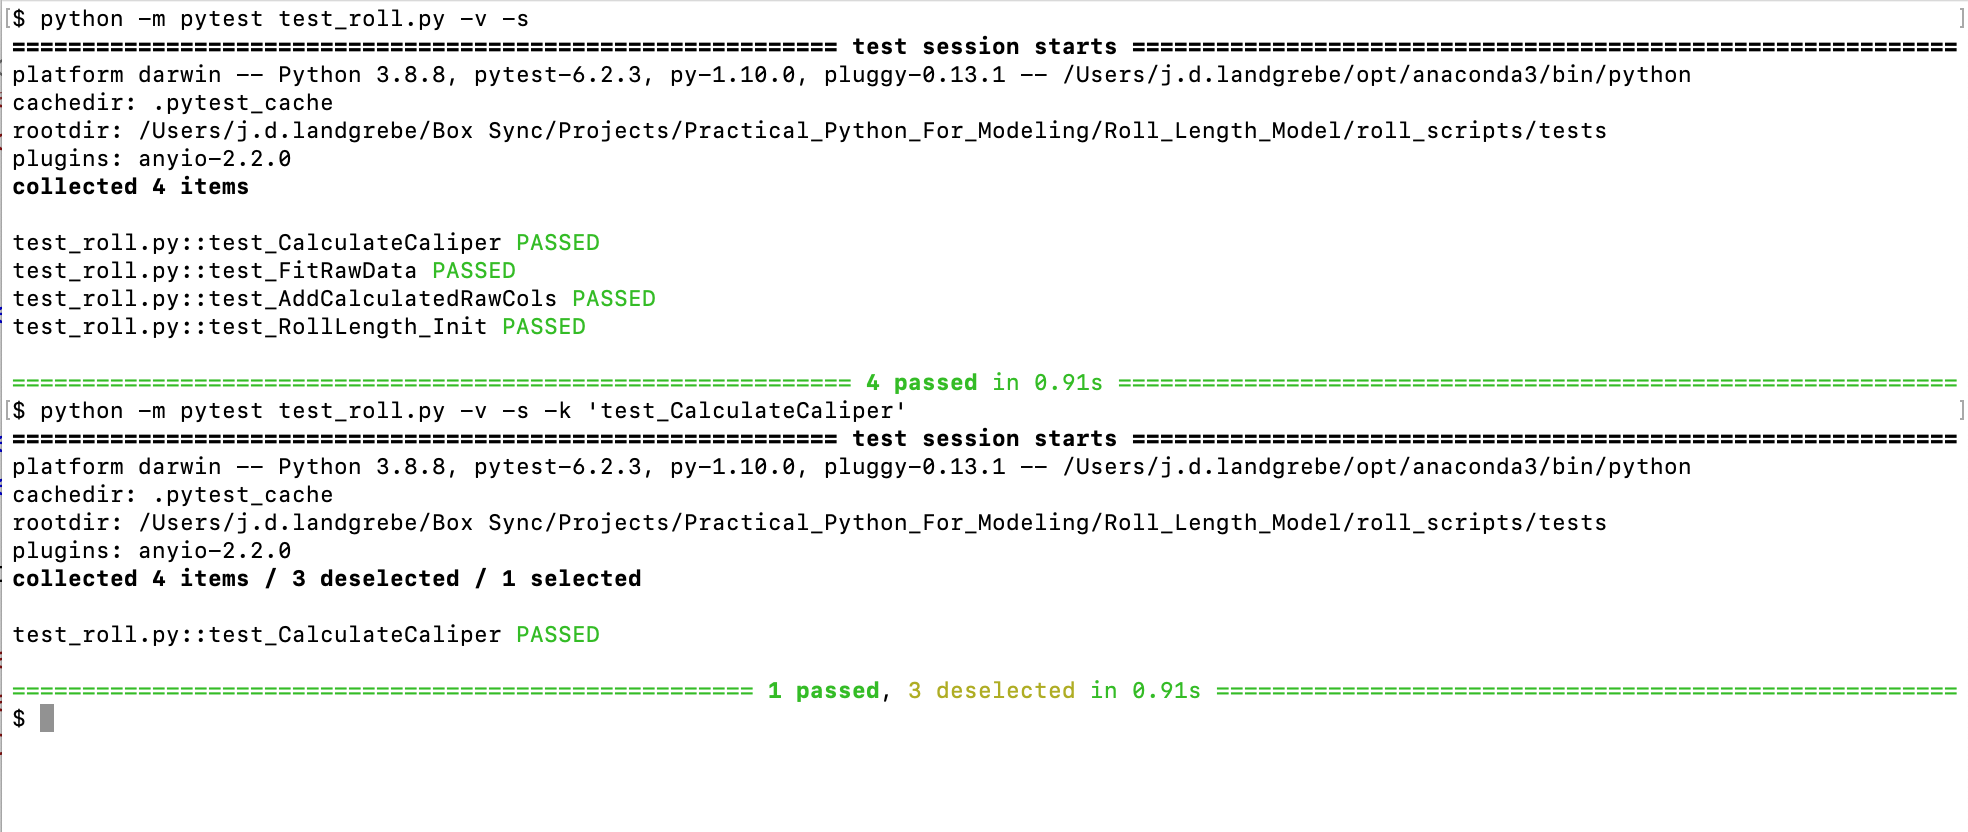 [$ python -m pytest test_roll.py -v -s ]
=========================================================== test session starts ===========================================================
platform darwin -- Python 3.8.8, pytest-6.2.3, py-1.10.0, pluggy-0.13.1 -- /Users/j.d.landgrebe/opt/anaconda3/bin/python
cachedir: .pytest_cache
rootdir: /Users/j.d.landgrebe/Box Sync/Projects/Practical_Python_For_Modeling/Roll_Length_Model/roll_scripts/tests
plugins: anyio-2.2.0
collected 4 items
test_roll.py::test_CalculateCaliper PASSED
test_roll.py::test_FitRawData PASSED
test_roll.py::test_AddCalculatedRawCols PASSED
test_roll.py::test_RollLength_Init PASSED
============================================================ 4 passed in 0.91s ============================================================
[$ python -m pytest test_roll.py -v -s -k 'test_CalculateCaliper' ]
=========================================================== test session starts ===========================================================
platform darwin -- Python 3.8.8, pytest-6.2.3, py-1.10.0, pluggy-0.13.1 -- /Users/j.d.landgrebe/opt/anaconda3/bin/python
cachedir: .pytest_cache
rootdir: /Users/j.d.landgrebe/Box Sync/Projects/Practical_Python_For_Modeling/Roll_Length_Model/roll_scripts/tests
plugins: anyio-2.2.0
collected 4 items / 3 deselected / 1 selected
test_roll.py::test_CalculateCaliper PASSED
===================================================== 1 passed, 3 deselected in 0.91s =====================================================
$